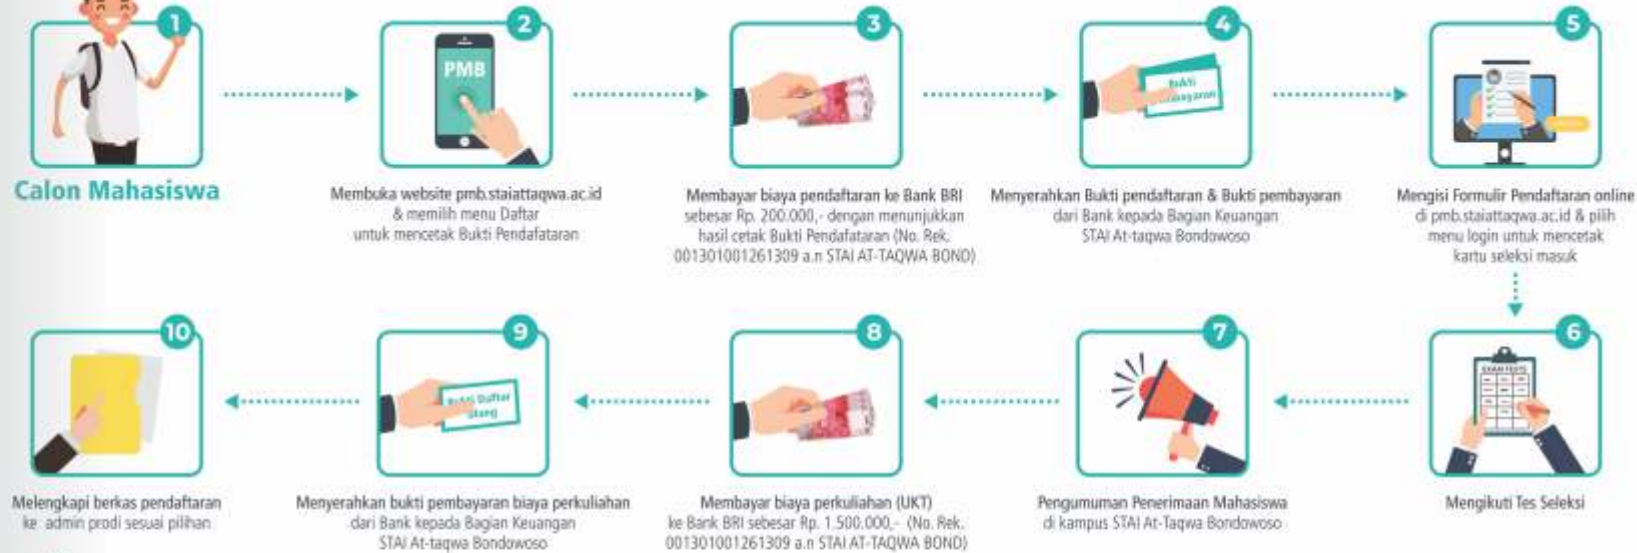 1
Calon Mahasiswa
2
PMB
Membuka website pmb.staiattaqwa.ac.id
& memilih menu Daftar
untuk mencetak Bukti Pendafataran
3
Membayar biaya pendaftaran ke Bank BRI
sebesar Rp. 200.000,- dengan menunjukkan
hasil cetak Bukti Pendafataran (No. Rek.
001301001261309 a.n STAI AT-TAQWA BOND)
4
Bukti
Menyerahkan Bukti pendaftaran & Bukti pembayaran
dari Bank kepada Bagian Keuangan
STAI At-taqwa Bondowoso
5
Mengisi Formulir Pendaftaran online
di pmb.staiattaqwa.ac.id & pilih
menu login untuk mencetak
kartu seleksi masuk
6
EXAM TESTS
Mengikuti Tes Seleksi
7
Pengumuman Penerimaan Mahasiswa
di kampus STAI At-Taqwa Bondowoso
8
Membayar biaya perkuliahan (UKT)
ke Bank BRI sebesar Rp. 1.500.000,- (No. Rek.
001301001261309 a.n STAI AT-TAQWA BOND)
9
Daftar
Menyerahkan bukti pembayaran biaya perkuliahan
dari Bank kepada Bagian Keuangan
STAI At-taqwa Bondowoso
10
Melengkapi berkas pendaftaran
ke admin prodi sesuai pilihan